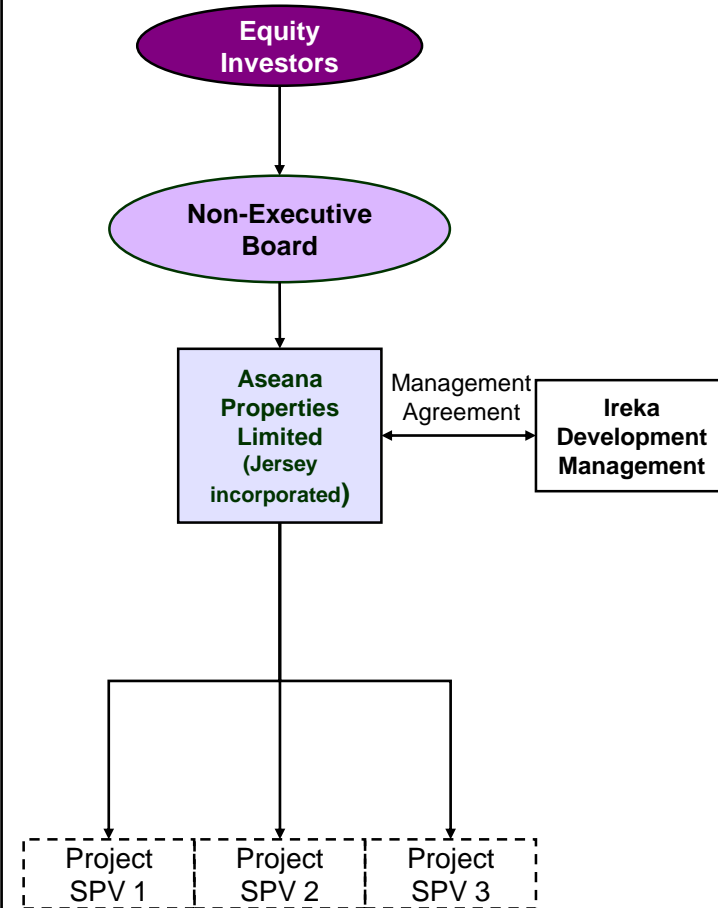 Equity
Investors
Non-Executive
Board
Aseana
Properties
Limited
(Jersey
incorporated)
Management
Agreement
Ireka
Development
Management
Project
SPV 1
Project
SPV 2
Project
SPV 3